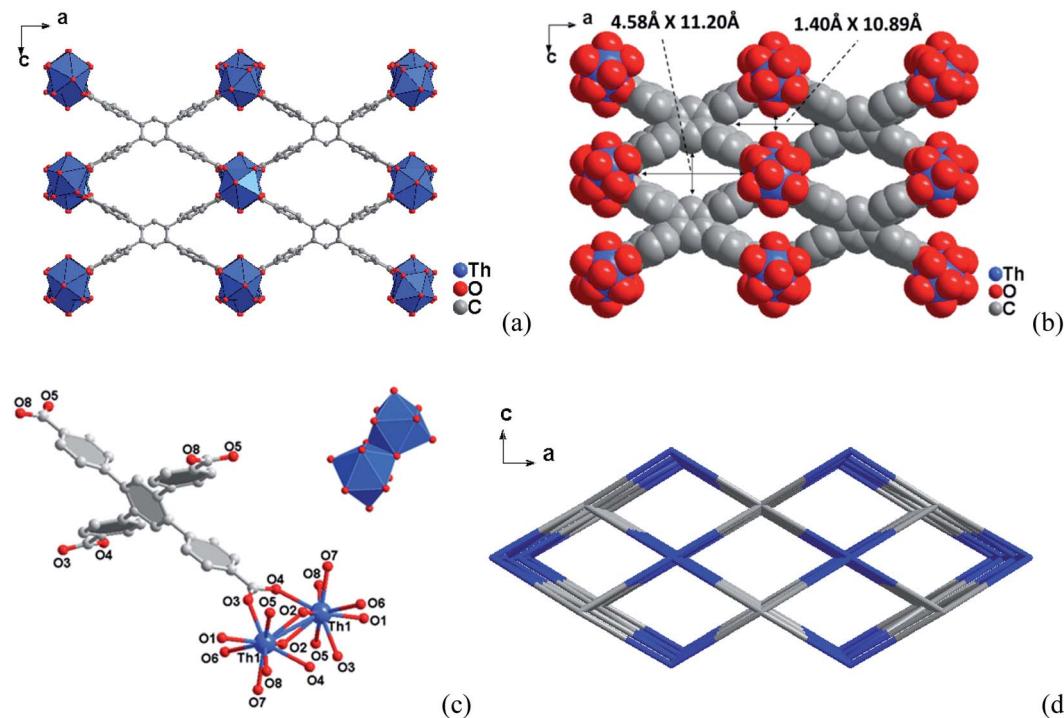 a
c
Th
O
C
(a)
4.58Å X 11.20Å
1.40Å X 10.89Å
a
c
Th
O
C
(b)
O5
O8
O8
O5
O3
O4
O7
O4
O8
O3
O5
O2
O6
O1
Th1
O1
O2
O6
Th1
O5
O3
O8
O4
O7
(c)
c
a
(d)